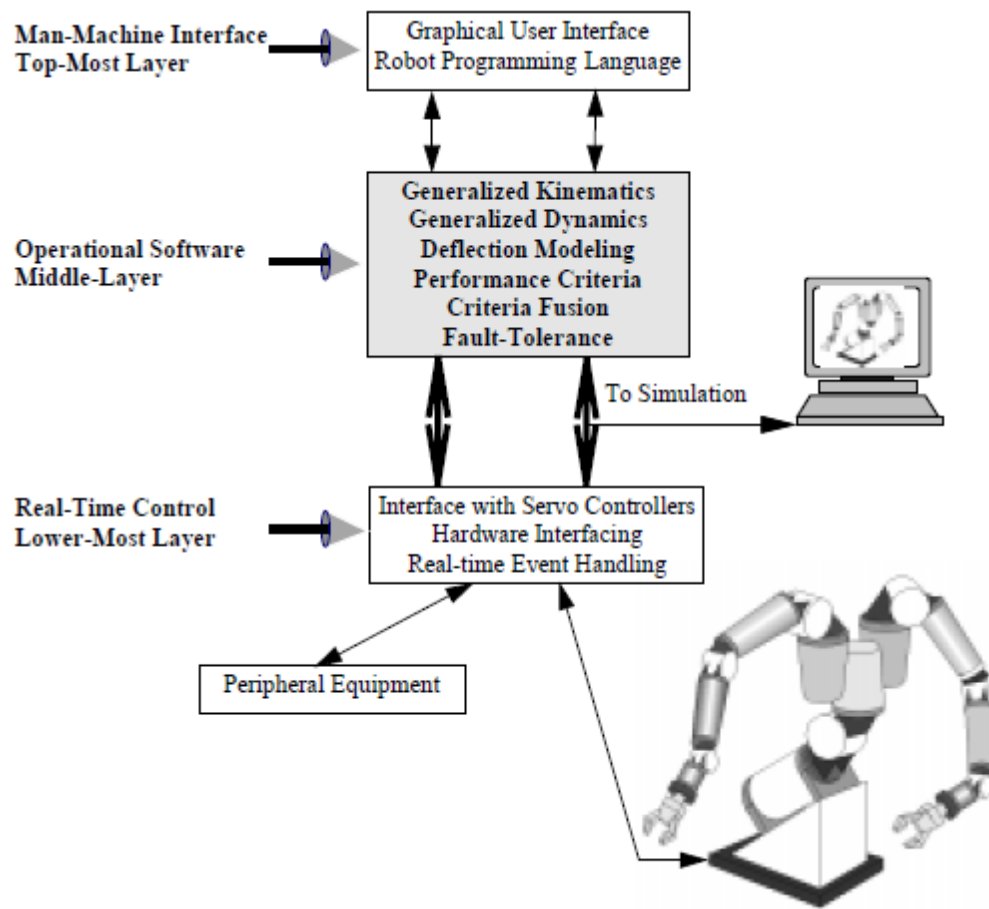 Man-Machine Interface
Top-Most Layer
Graphical User Interface
Robot Programming Language
Operational Software
Middle-Layer
Generalized Kinematics
Generalized Dynamics
Deflection Modeling
Performance Criteria
Criteria Fusion
Fault-Tolerance
To Simulation
Real-Time Control
Lower-Most Layer
Interface with Servo Controllers
Hardware Interfacing
Real-time Event Handling
Peripheral Equipment